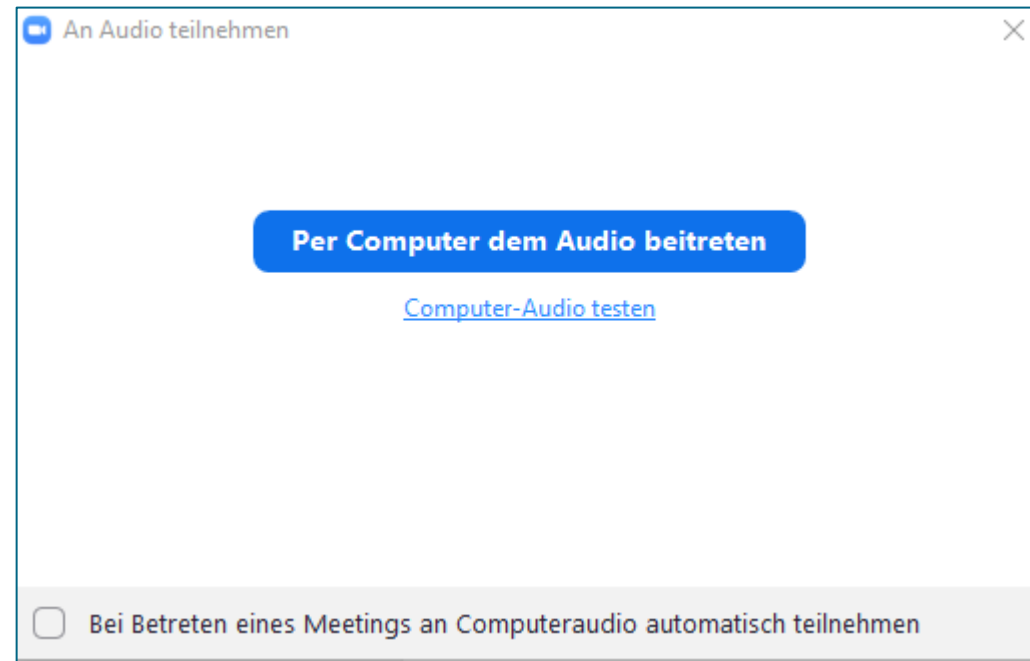 An Audio teilnehmen
Per Computer dem Audio beitreten
Computer-Audio testen
Bei Betreten eines Meetings an Computeraudio automatisch teilnehmen